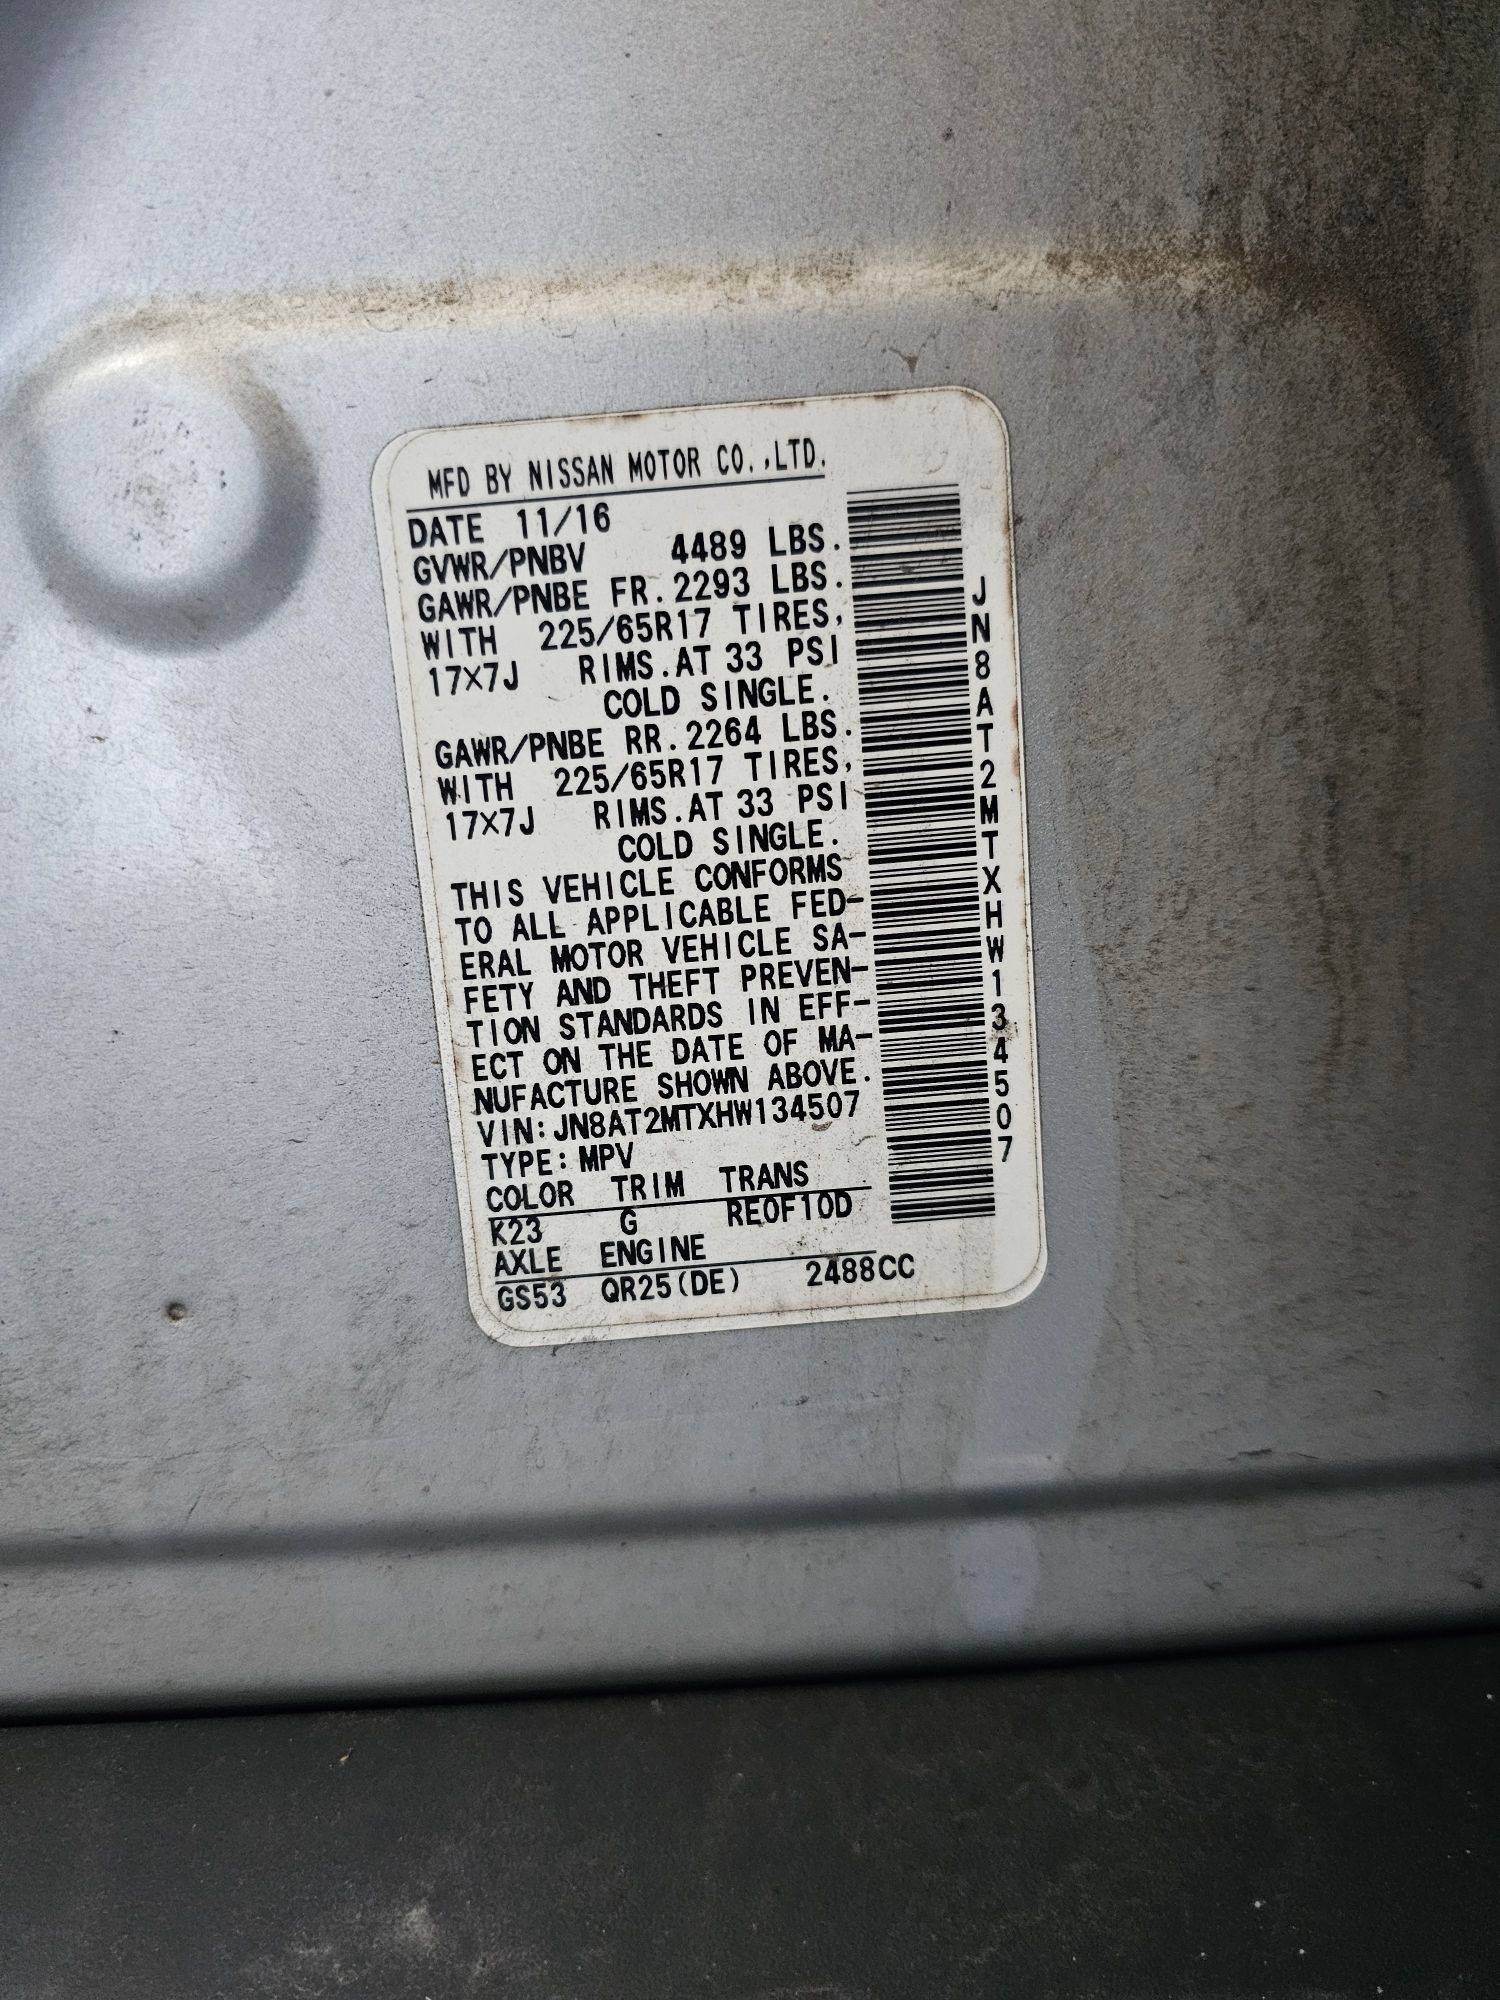 MFD BY NISSAN MOTOR CO.,LTD.
DATE 11/16
GVWR/PNBV 4489 LBS.
GAWR/PNBE FR.2293 LBS.
WITH 225/65R17 TIRES,
17X7J RIMS.AT 33 PSI
COLD SINGLE.
GAWR/PNBE RR.2264 LBS.
WITH 225/65R17 TIRES,
17X7J RIMS.AT 33 PSI
COLD SINGLE.
THIS VEHICLE CONFORMS
TO ALL APPLICABLE FED-
ERAL MOTOR VEHICLE SA-
FETY AND THEFT PREVEN-
TION STANDARDS IN EFF-
ECT ON THE DATE OF MA-
NUFACTURE SHOWN ABOVE.
VIN:JN8AT2MTXHW134507
TYPE:MPV
COLOR TRIM TRANS
K23 G RE0F10D
AXLE ENGINE
GS53 QR25(DE) 2488CC
JN8AT2MTXHW134507